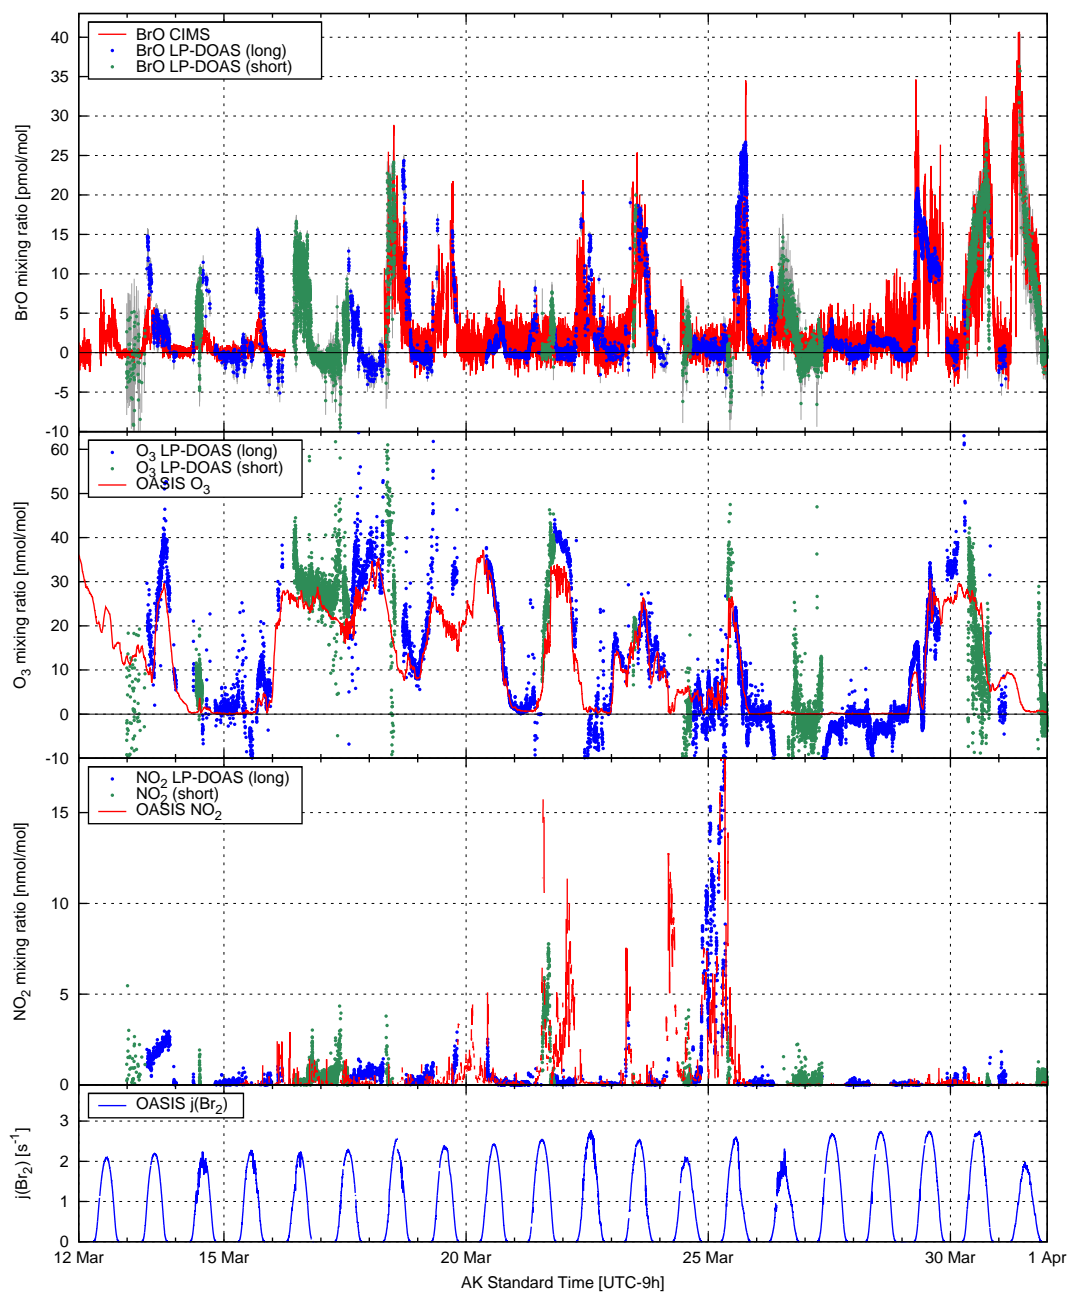 BrO CIMS
BrO LP-DOAS (long)
BrO LP-DOAS (short)
BrO mixing ratio [pmol/mol]
40
35
30
25
20
15
10
5
0
-5
-10
O3 LP-DOAS (long)
O3 LP-DOAS (short)
OASIS O3
O3 mixing ratio [nmol/mol]
60
50
40
30
20
10
0
-10
NO2 LP-DOAS (long)
NO2 (short)
OASIS NO2
NO2 mixing ratio [nmol/mol]
15
10
5
0
OASIS j(Br2)
j(Br2) [s-1]
3
2
1
0
12 Mar 15 Mar 20 Mar 25 Mar 30 Mar 1 Apr
AK Standard Time [UTC-9h]